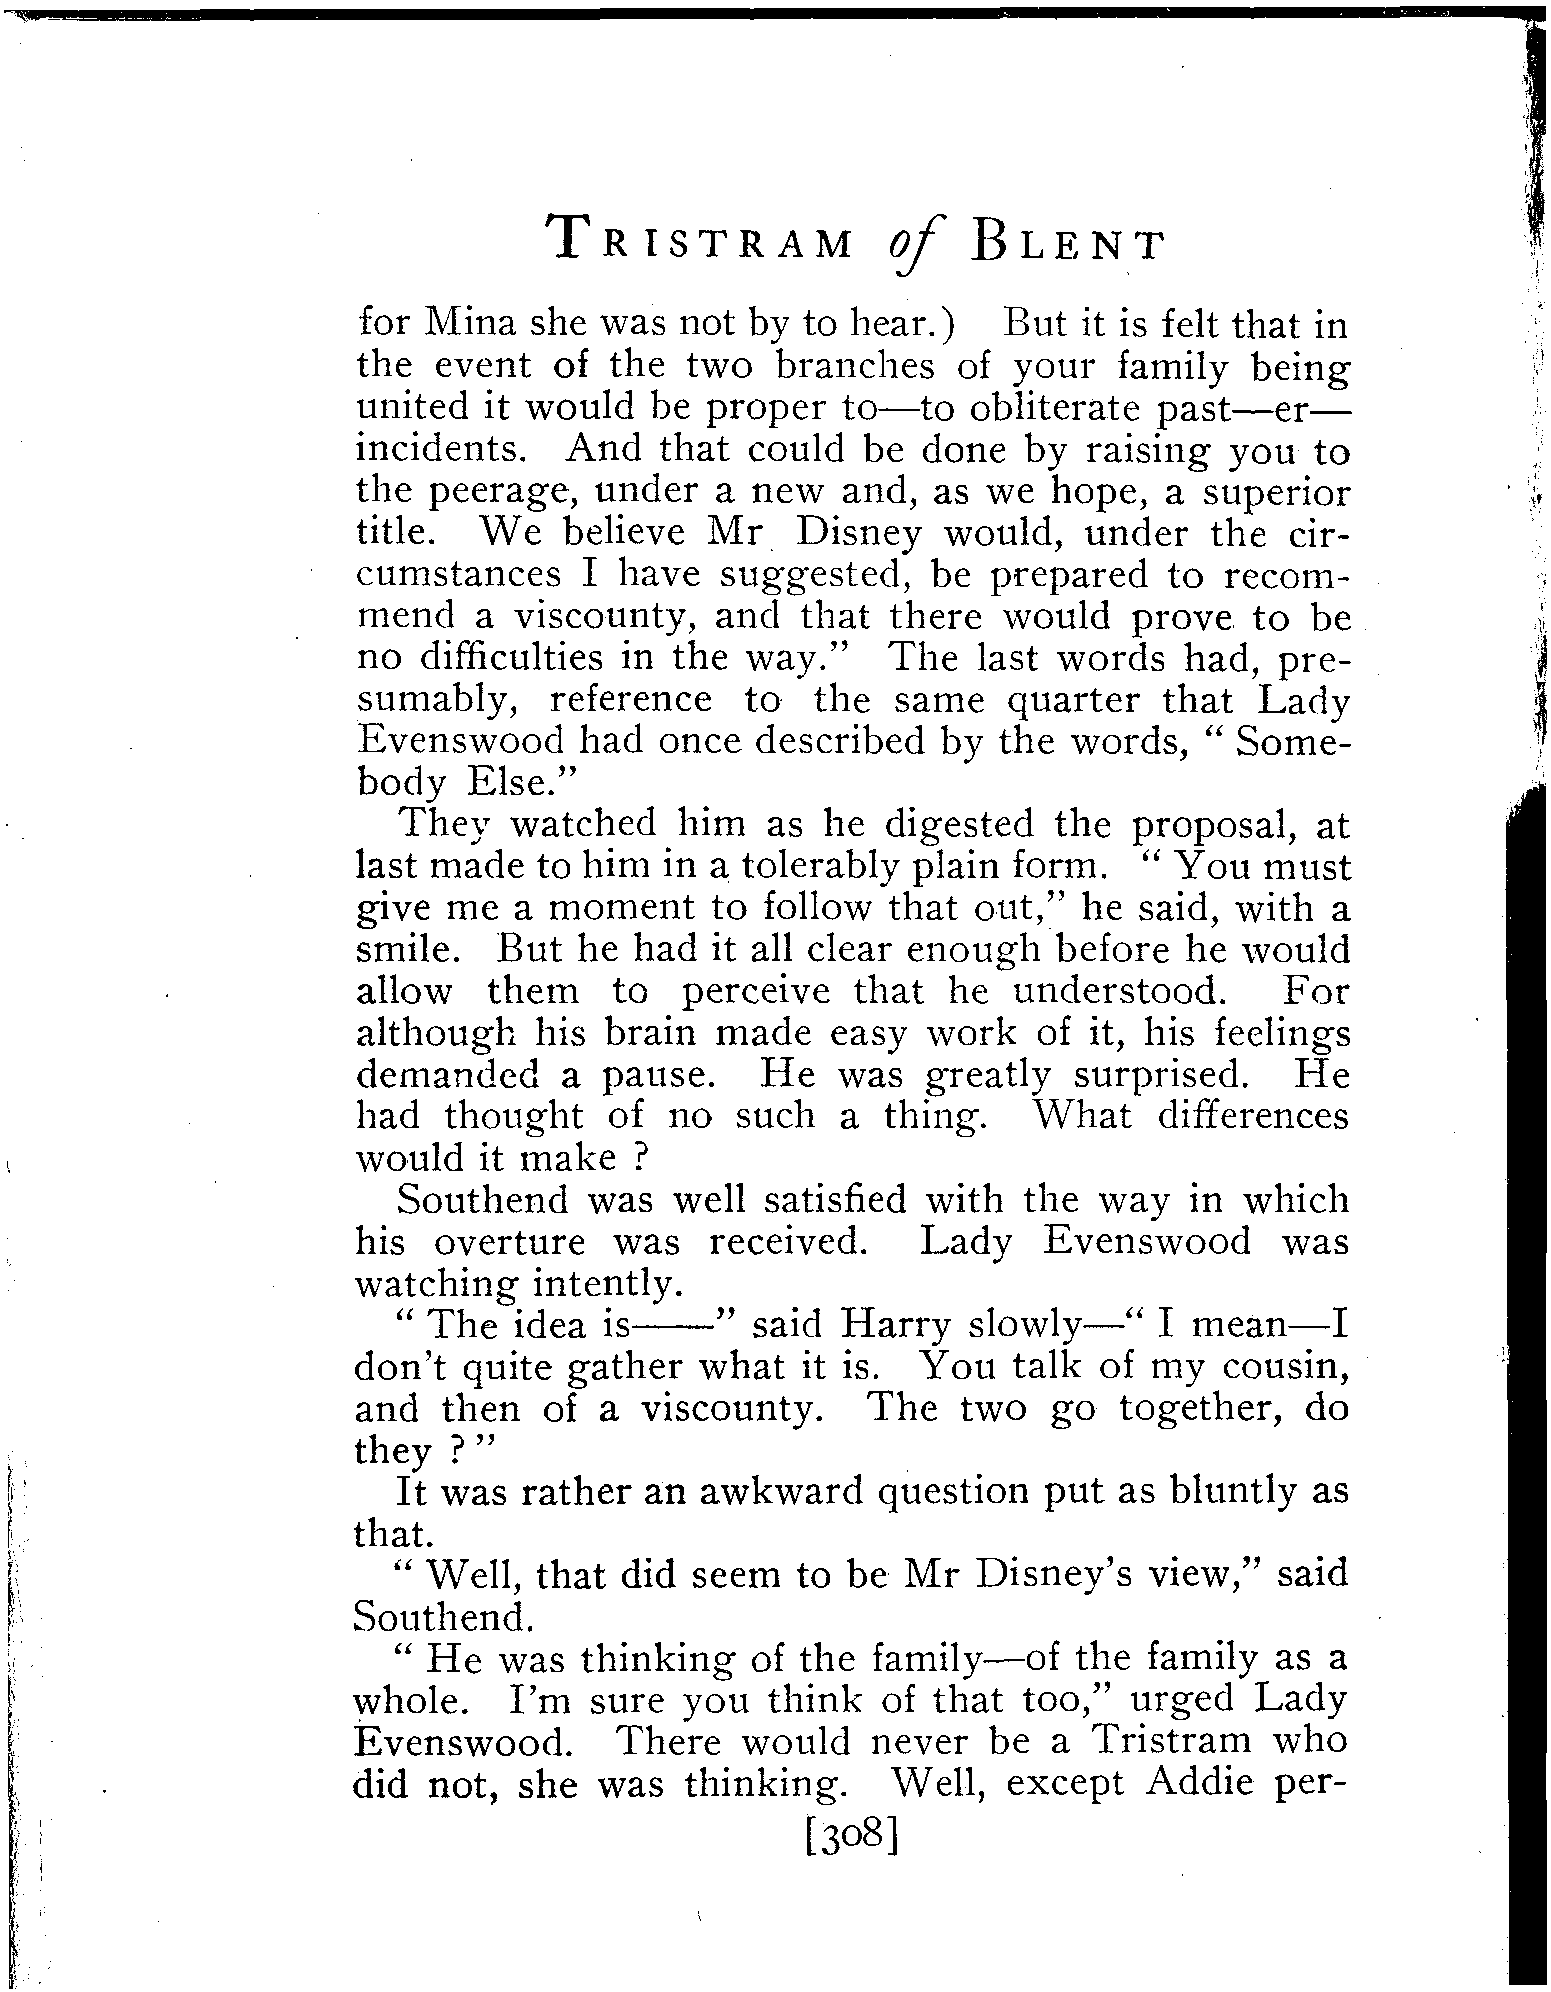 TRISTRAM of BLENT
for Mina she was not by to hear.) But it is felt that in
the event of the two branches of your family being
united it would be proper to—to obliterate past—er—
incidents. And that could be done by raising you to
the peerage, under a new and, as we hope, a superior
title. We believe Mr Disney would, under the cir-
cumstances I have suggested, be prepared to recom-
mend a viscounty, and that there would prove to be
no difficulties in the way.” The last words had, pre-
sumably, reference to the same quarter that Lady
Evenswood had once described by the words, “ Some-
body Else.”
They watched him as he digested the proposal, at
last made to him in a tolerably plain form. “ You must
give me a moment to follow that out,” he said, with a
smile. But he had it all clear enough before he would
allow them to perceive that he understood. For
although his brain made easy work of it, his feelings
demanded a pause. He was greatly surprised. He
had thought of no such a thing. What differences
would it make ?
Southend was well satisfied with the way in which
his overture was received. Lady Evenswood was
watching intently.
“ The idea is——” said Harry slowly—“ I mean—I
don't quite gather what it is. You talk of my cousin,
and then of a viscounty. The two go together, do
they ? ”
It was rather an awkward question put as bluntly as
that.
“ Well, that did seem to be Mr Disney's view,” said
Southend.
“ He was thinking of the family—of the family as a
whole. I'm sure you think of that too,” urged Lady
Evenswood. There would never be a Tristram who
did not, she was thinking. Well, except Addie per-
[308]